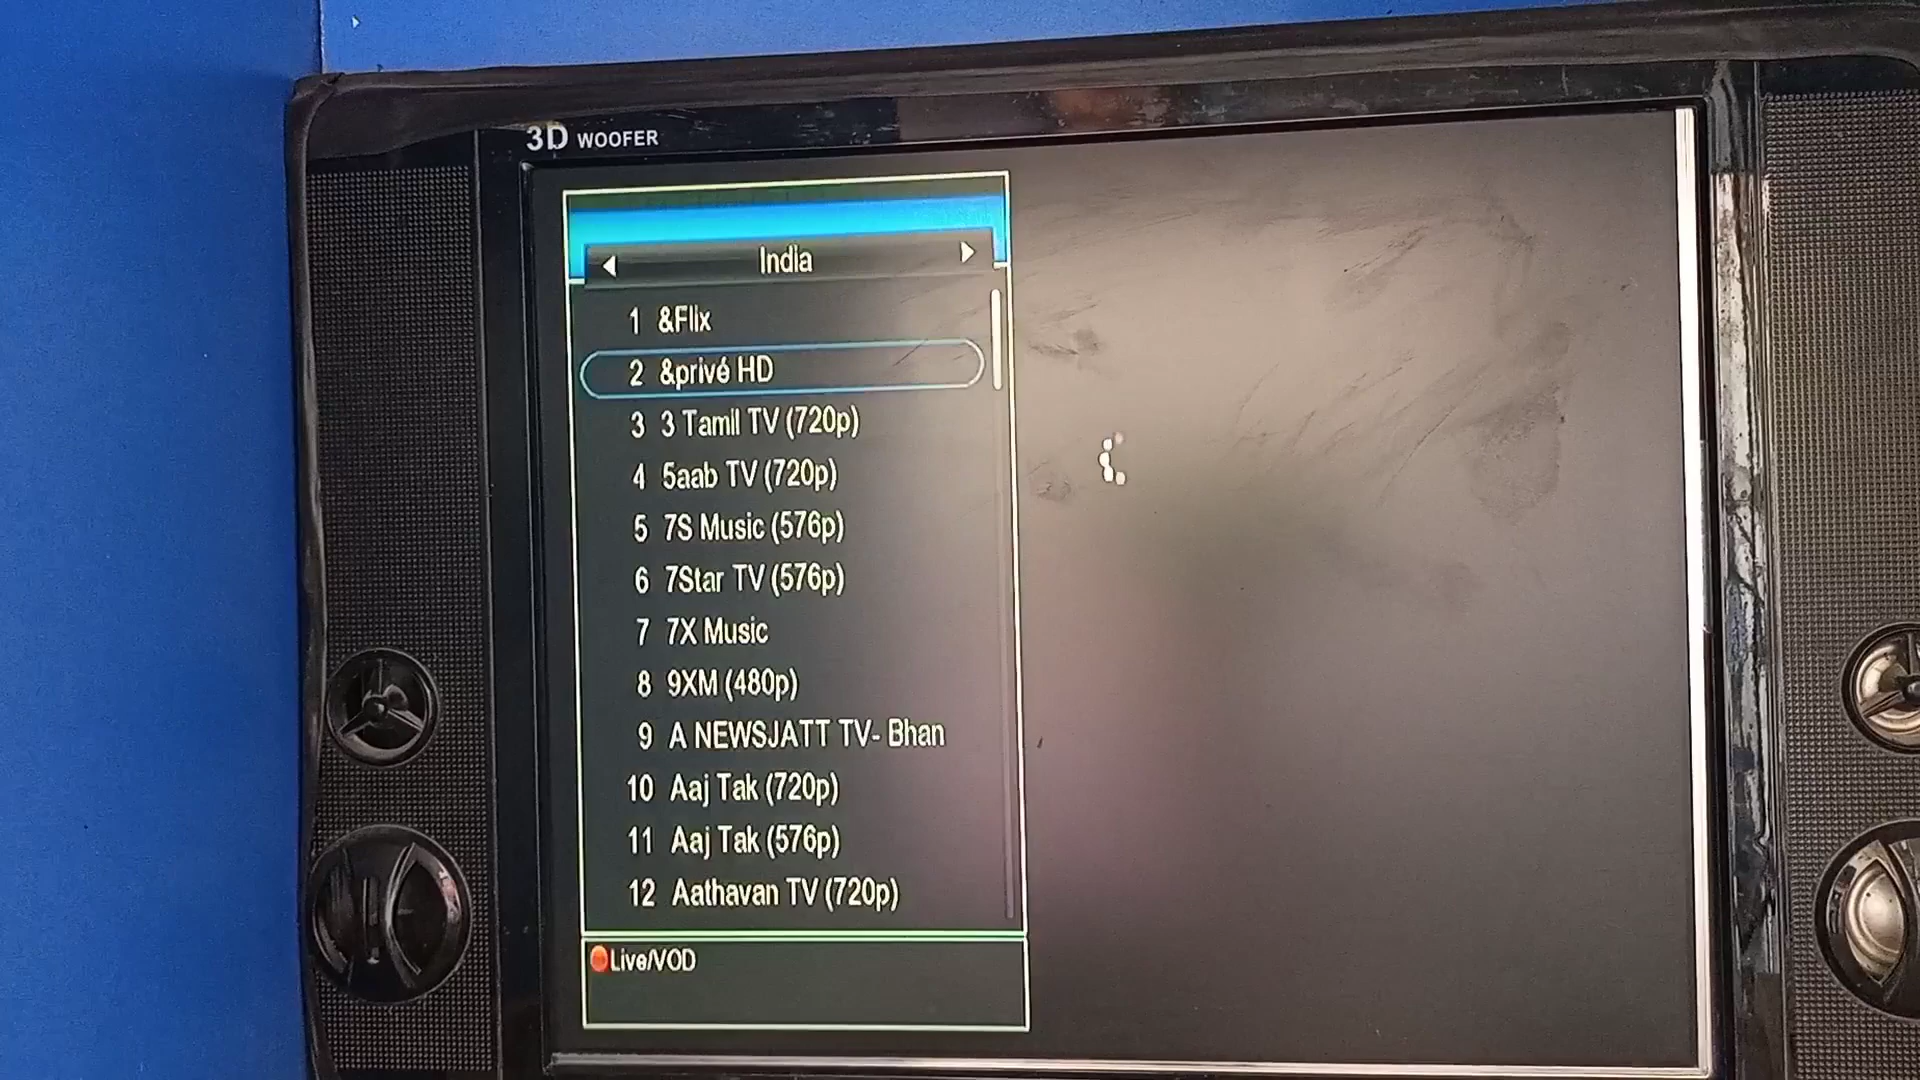 3D WOOFER
India
1 &Flix
2 &privé HD
3 3 Tamil TV (720p)
4 5aab TV (720p)
5 7S Music (576p)
6 7Star TV (576p)
7 7X Music
8 9XM (480p)
9 A NEWSJATT TV- Bhan
10 Aaj Tak (720p)
11 Aaj Tak (576p)
12 Aathavan TV (720p)
Live/VOD